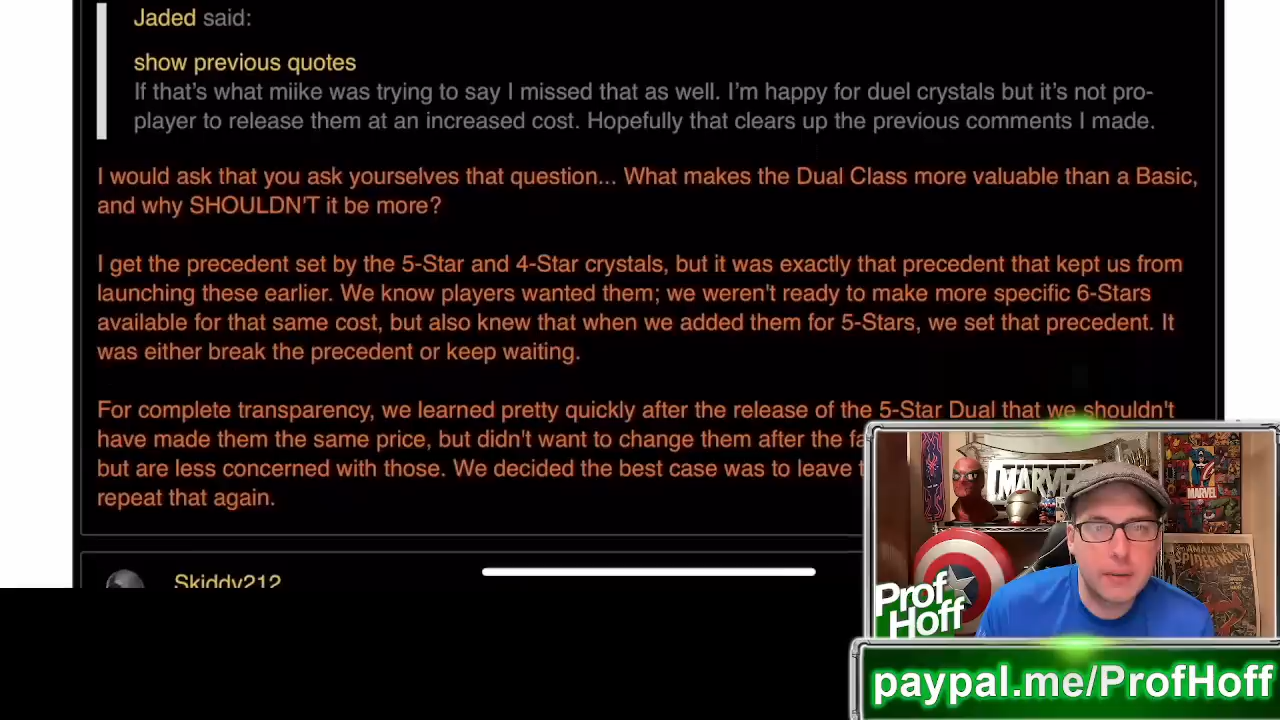 Jaded said:
show previous quotes
If that's what miike was trying to say I missed that as well. I'm happy for duel crystals but it's not pro-
player to release them at an increased cost. Hopefully that clears up the previous comments I made.
I would ask that you ask yourselves that question... What makes the Dual Class more valuable than a Basic,
and why SHOULDN'T it be more?
I get the precedent set by the 5-Star and 4-Star crystals, but it was exactly that precedent that kept us from
launching these earlier. We know players wanted them; we weren't ready to make more specific 6-Stars
available for that same cost, but also knew that when we added them for 5-Stars, we set that precedent. It
was either break the precedent or keep waiting.
For complete transparency, we learned pretty quickly after the release of the 5-Star Dual that we shouldn't
have made them the same price, but didn't want to change them after the
but are less concerned with those. We decided the best case was to leave
repeat that again.
Skiddy212
MARVEL
MARVEL
Prof
Hoff
paypal.me/ProfHoff